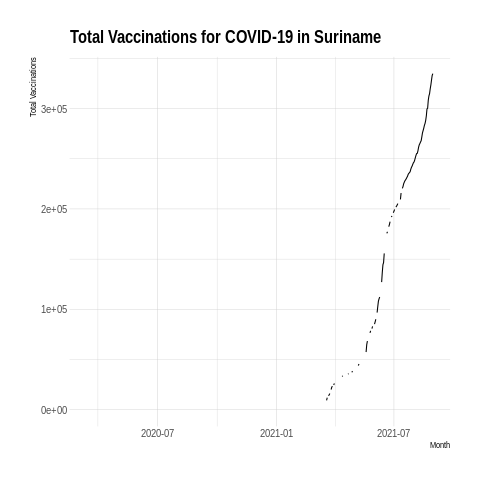 Total Vaccinations for COVID-19 in Suriname
Total Vaccinations
3e+05
2e+05
1e+05
0e+00
2020-07
2021-01
2021-07
Month